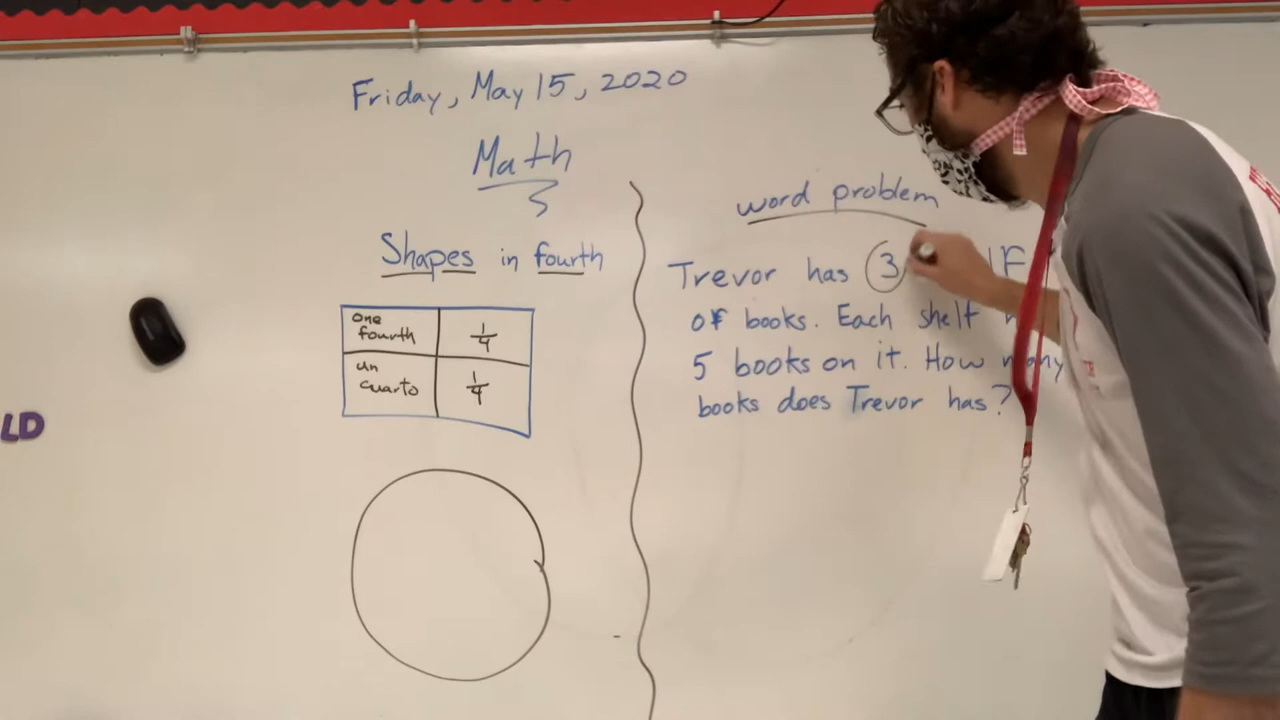 Friday, May 15, 2020
Math
Shapes in fourth
one
fourth
1/4
un
cuarto
1/4
word problem
Trevor has 3
of books. Each shelf
5 books on it. How many
books does Trevor has?
LD